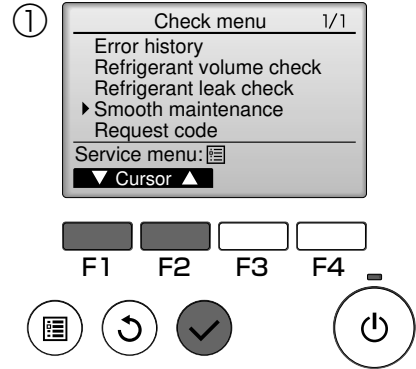 ①
Check menu 1/1
Error history
Refrigerant volume check
Refrigerant leak check
Smooth maintenance
Request code
Service menu:
▼ Cursor ▲
F1 F2 F3 F4